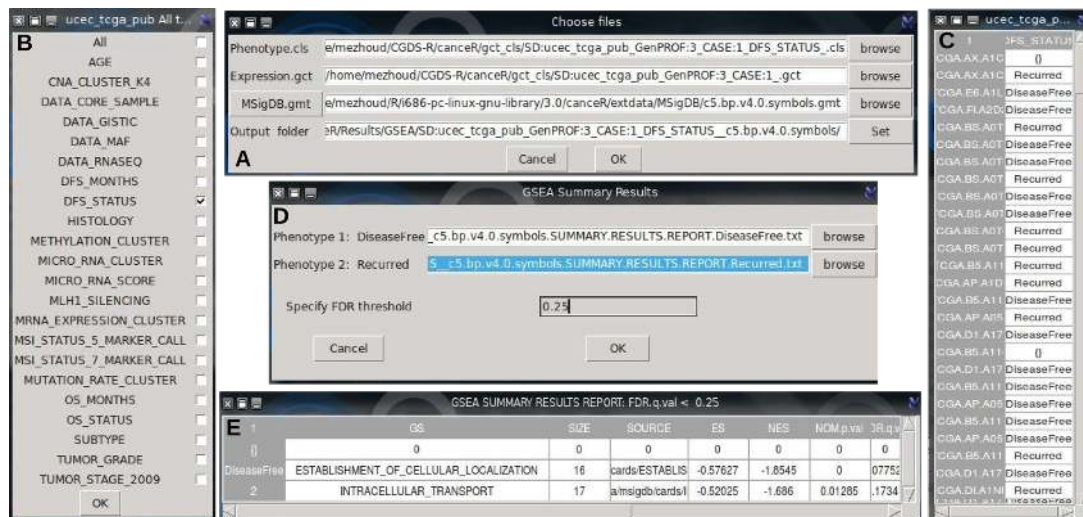 ucec_tcga_pub All t...
B
All
AGE
CNA_CLUSTER_K4
DATA_CORE_SAMPLE
DATA_GISTIC
DATA_MAF
DATA_RNASEQ
DFS_MONTHS
DFS_STATUS
HISTOLOGY
METHYLATION_CLUSTER
MICRO_RNA_CLUSTER
MICRO_RNA_SCORE
MLH1_SILENCING
MRNA_EXPRESSION_CLUSTER
MSI_STATUS_5_MARKER_CALL
MSI_STATUS_7_MARKER_CALL
MUTATION_RATE_CLUSTER
OS_MONTHS
OS_STATUS
SUBTYPE
TUMOR_GRADE
TUMOR_STAGE_2009
OK
Choose files
Phenotype.cls e/mezhoud/CGDS-R/canceR/gct_cls/SD:ucec_tcga_pub_GenPROF:3_CASE:1_DFS_STATUS_.cls browse
Expression.gct /home/mezhoud/CGDS-R/canceR/gct_cls/SD:ucec_tcga_pub_GenPROF:3_CASE:1_.gct browse
MSigDB.gmt e/mezhoud/R/i686-pc-linux-gnu-library/3.0/canceR/extdata/MSigDB/c5.bp.v4.0.symbols.gmt browse
Output folder eR/Results/GSEA/SD:ucec_tcga_pub_GenPROF:3_CASE:1_DFS_STATUS__c5.bp.v4.0.symbols/ Set
A
Cancel OK
GSEA Summary Results
D
Phenotype 1: DiseaseFree _c5.bp.v4.0.symbols.SUMMARY.RESULTS.REPORT.DiseaseFree.txt browse
Phenotype 2: Recurred S__c5.bp.v4.0.symbols.SUMMARY.RESULTS.REPORT.Recurred.txt browse
Specify FDR threshold 0.25
Cancel OK
GSEA SUMMARY RESULTS REPORT: FDR.q.val < 0.25
E
1 GS SIZE SOURCE ES NES NOM.p.val
() 0 0 0 0 0 0 0
DiseaseFree ESTABLISHMENT_OF_CELLULAR_LOCALIZATION 16 cards/ESTABLIS -0.57627 -1.8545 0 07752
2 INTRACELLULAR_TRANSPORT 17 a/msigdb/cards/I -0.52025 -1.686 0.01285 .1734
ucec_tcga_p...
C
1 DFS_STATUS
()
Recurred
DiseaseFree
DiseaseFree
Recurred
DiseaseFree
Recurred
DiseaseFree
Recurred
Recurred
Recurred
Recurred
DiseaseFree
Recurred
DiseaseFree
()
DiseaseFree
DiseaseFree
DiseaseFree
DiseaseFree
DiseaseFree
Recurred
DiseaseFree
Recurred